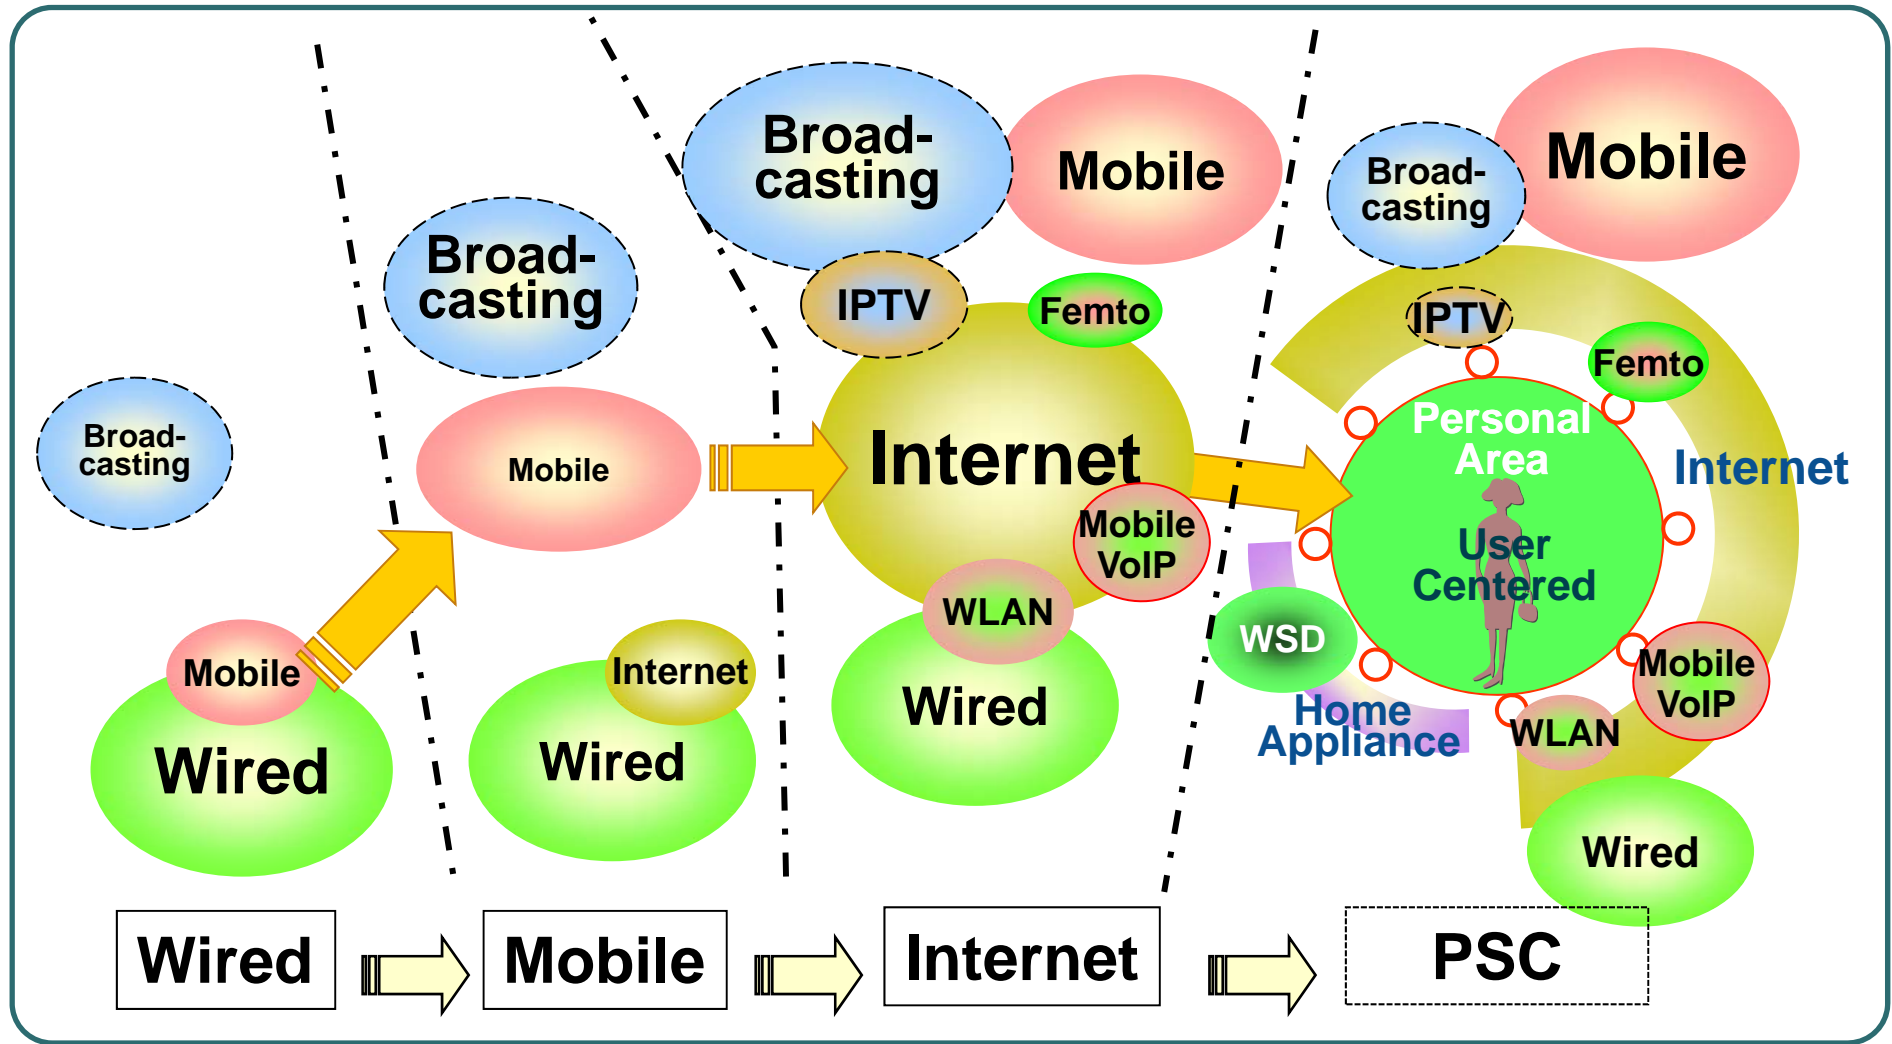 Broad-
casting
Mobile
Wired
Broad-
casting
Mobile
Internet
Wired
Broad-
casting
Mobile
IPTV
Femto
Internet
Mobile
VoIP
WLAN
Wired
Broad-
casting
Mobile
IPTV
Femto
Personal
Area
Internet
User
Centered
WSD
Mobile
VoIP
Home
Appliance
WLAN
Wired
Wired
Mobile
Internet
PSC